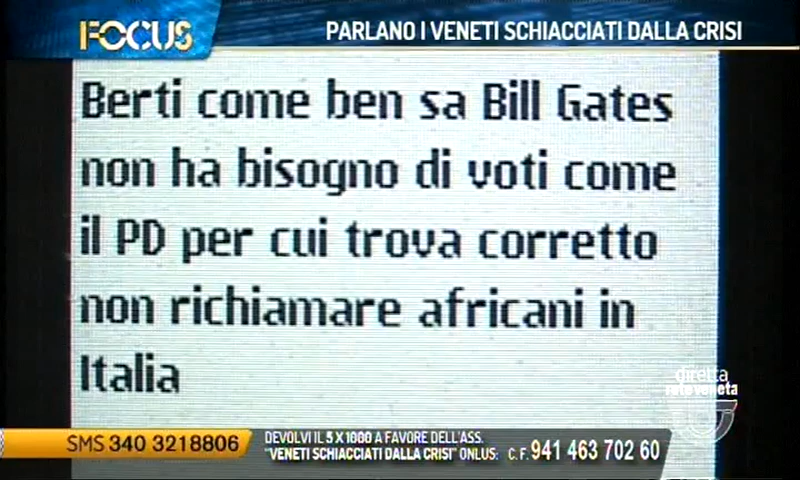 FOCUS
PARLANO I VENETI SCHIACCIATI DALLA CRISI
Berti come ben sa Bill Gates
non ha bisogno di voti come
il PD per cui trova corretto
non richiamare africani in
Italia
diretta
reteveneta
SMS 340 3218806
DEVOLVI IL 5 X 1000 A FAVORE DELL'ASS.
"VENETI SCHIACCIATI DALLA CRISI" ONLUS: C.F. 941 463 702 60